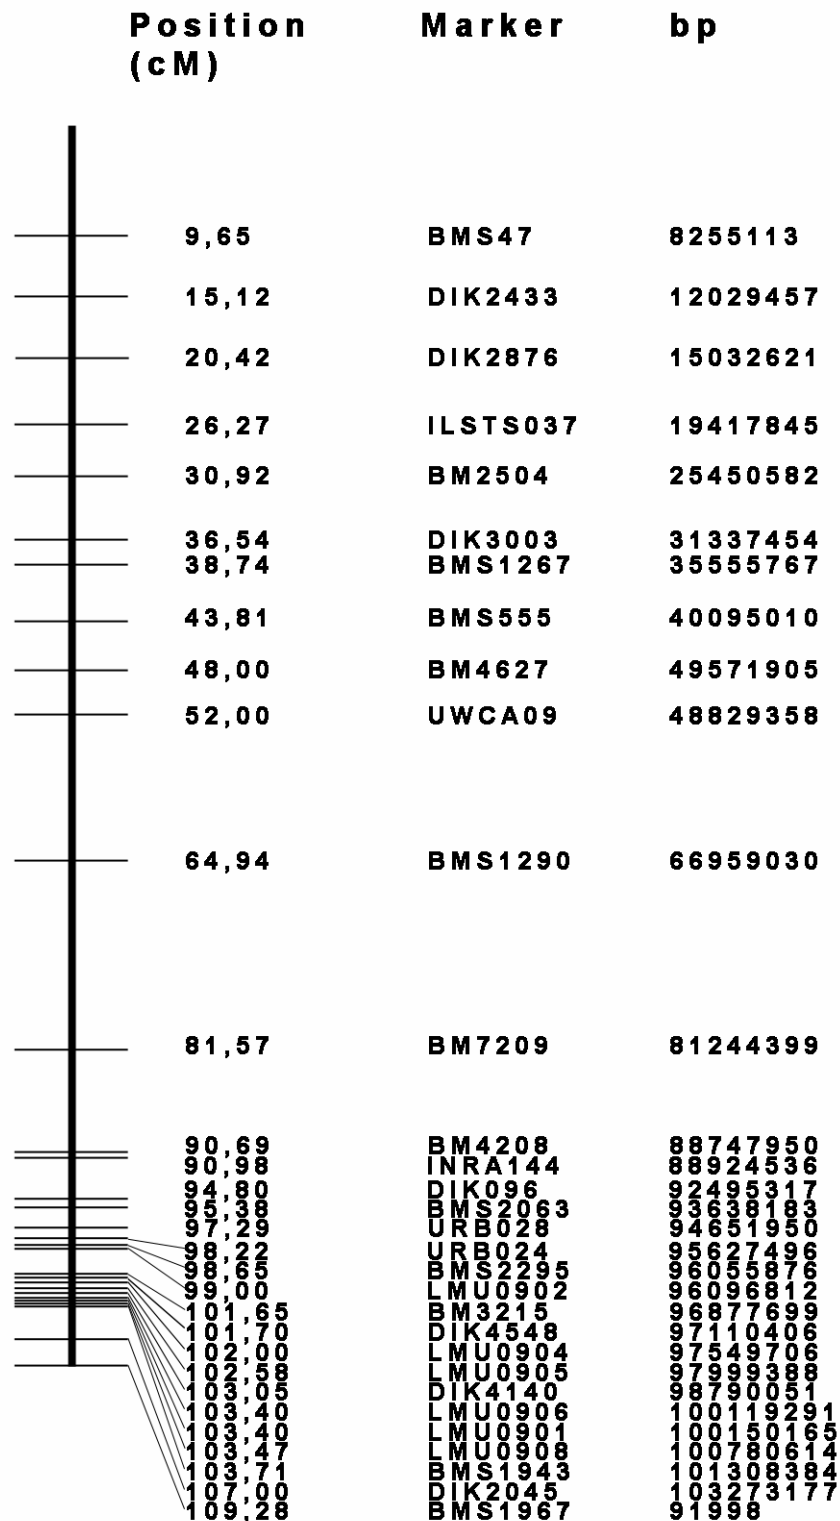 Position Marker bp
(cM)
9,65 BMS47 8255113
15,12 DIK2433 12029457
20,42 DIK2876 15032621
26,27 ILSTS037 19417845
30,92 BM2504 25450582
36,54 DIK3003 31337454
38,74 BMS1267 35555767
43,81 BMS555 40095010
48,00 BM4627 49571905
52,00 UWCA09 48829358
64,94 BMS1290 66959030
81,57 BM7209 81244399
90,69 BM4208 88747950
90,98 INRA144 88924536
94,80 DIK096 92495317
95,38 BMS2063 93638183
97,29 URB028 94651950
98,22 URB024 95627496
98,65 BMS2295 96055876
99,00 LMU0902 96096812
101,65 BM3215 96877699
101,70 DIK4548 97110406
102,00 LMU0904 97549706
102,58 LMU0905 97999388
103,05 DIK4140 98790051
103,40 LMU0906 100119291
103,40 LMU0901 100150165
103,47 LMU0908 100780614
103,71 BMS1943 101308384
107,00 DIK2045 103273177
109,28 BMS1967 91998